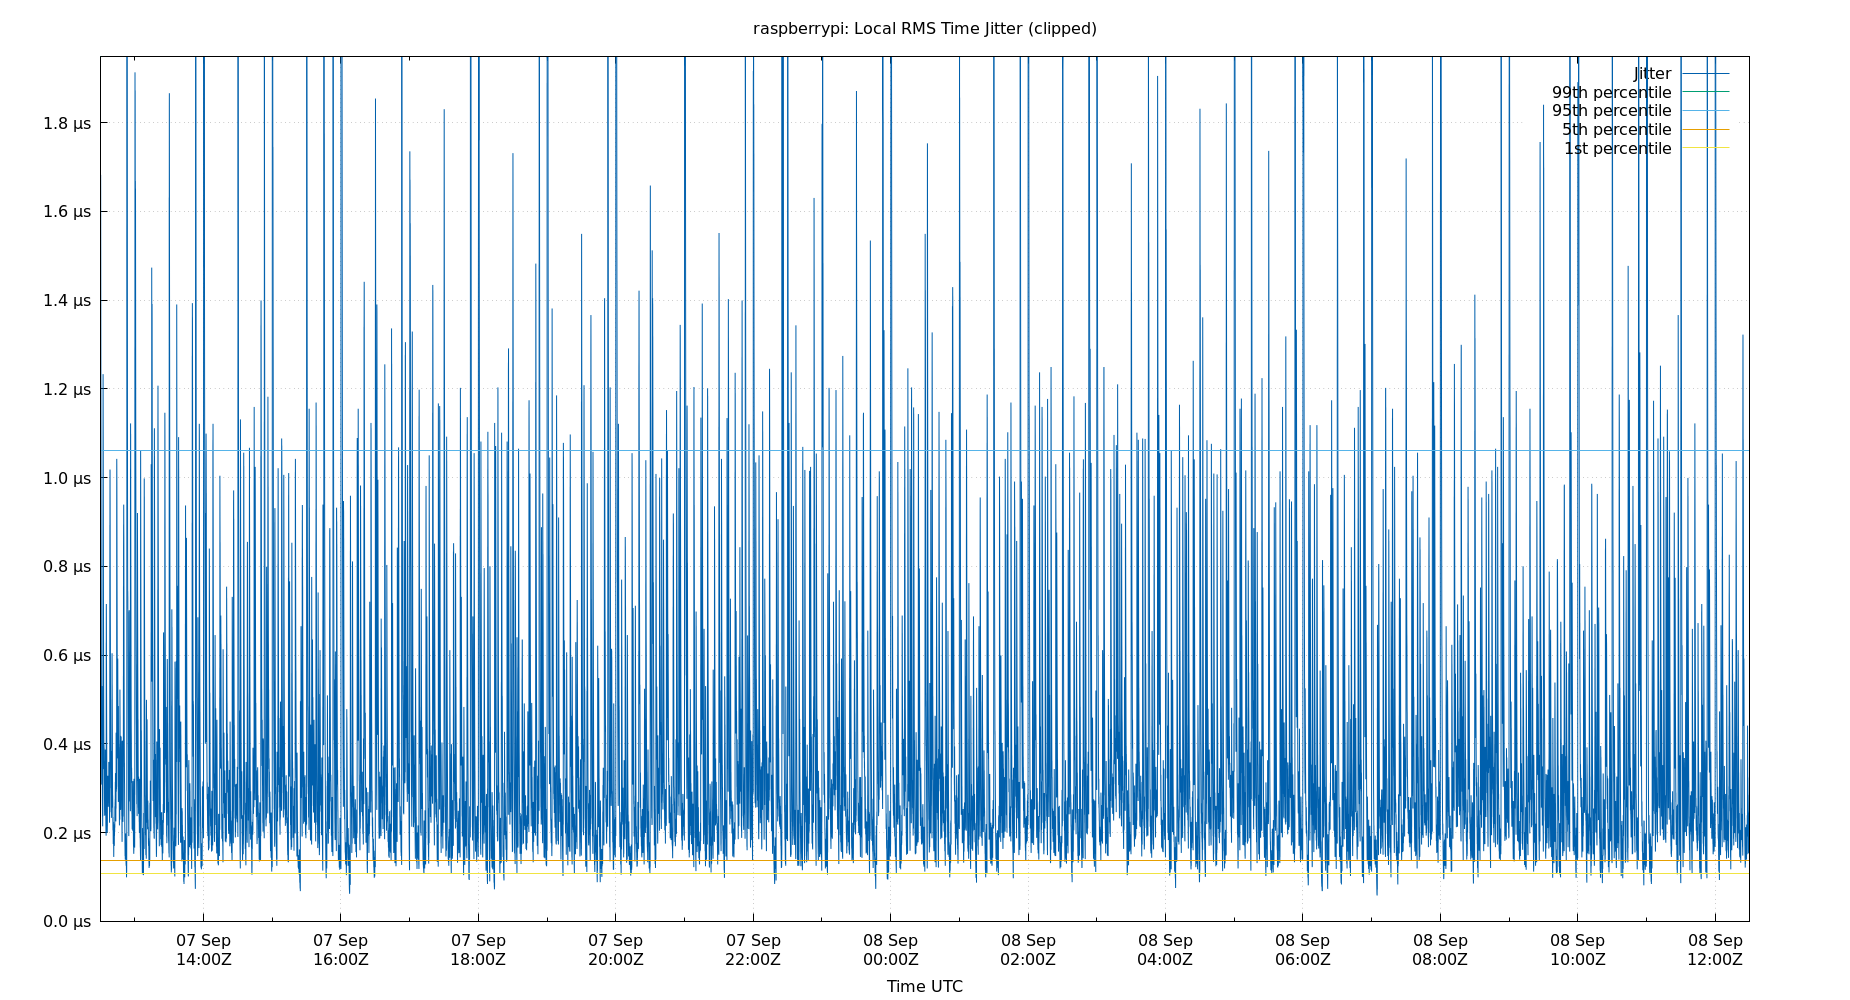 raspberrypi: Local RMS Time Jitter (clipped)
Jitter
99th percentile
95th percentile
5th percentile
1st percentile
1.8 µs
1.6 µs
1.4 µs
1.2 µs
1.0 µs
0.8 µs
0.6 µs
0.4 µs
0.2 µs
0.0 µs
07 Sep 07 Sep 07 Sep 07 Sep 07 Sep 08 Sep 08 Sep 08 Sep 08 Sep 08 Sep 08 Sep 08 Sep
14:00Z 16:00Z 18:00Z 20:00Z 22:00Z 00:00Z 02:00Z 04:00Z 06:00Z 08:00Z 10:00Z 12:00Z
Time UTC